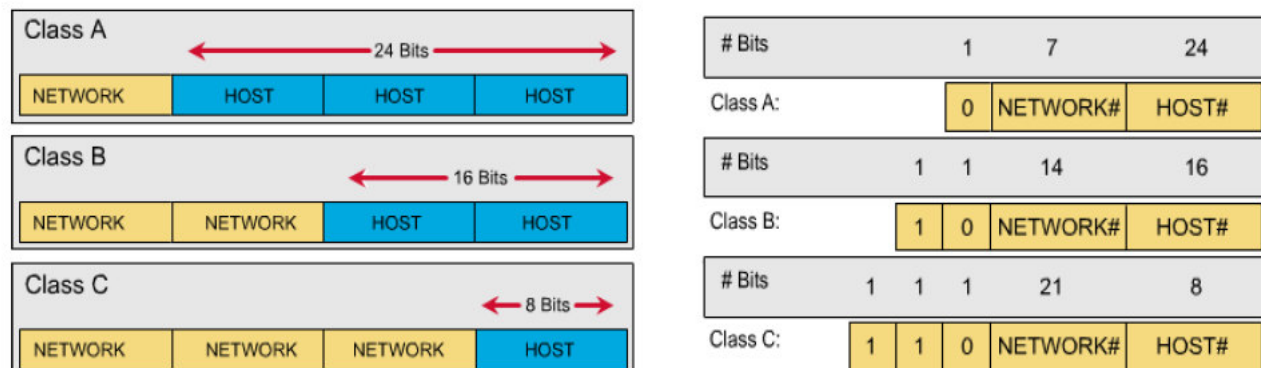 Class A
24 Bits
NETWORK HOST HOST HOST
Class B
16 Bits
NETWORK NETWORK HOST HOST
Class C
8 Bits
NETWORK NETWORK NETWORK HOST
# Bits 1 7 24
Class A: 0 NETWORK# HOST#
# Bits 1 1 14 16
Class B: 1 0 NETWORK# HOST#
# Bits 1 1 1 21 8
Class C: 1 1 0 NETWORK# HOST#